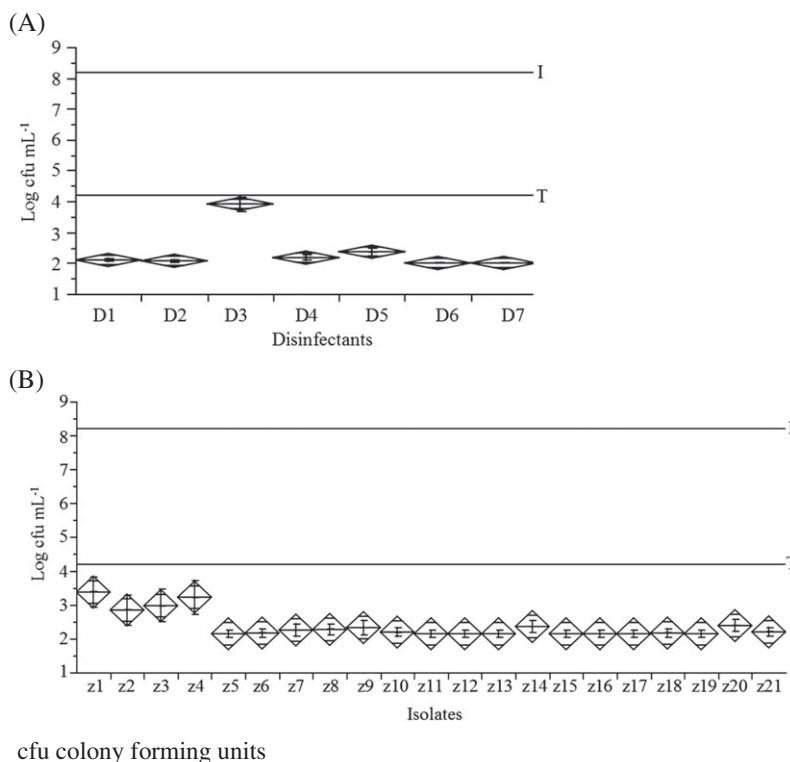 (A)
9
8
7
6
5
4
3
2
1
Log cfu mL⁻¹
I
T
D1 D2 D3 D4 D5 D6 D7
Disinfectants
(B)
9
8
7
6
5
4
3
2
1
Log cfu mL⁻¹
I
T
z1 z2 z3 z4 z5 z6 z7 z8 z9 z10 z11 z12 z13 z14 z15 z16 z17 z18 z19 z20 z21
Isolates
cfu colony forming units